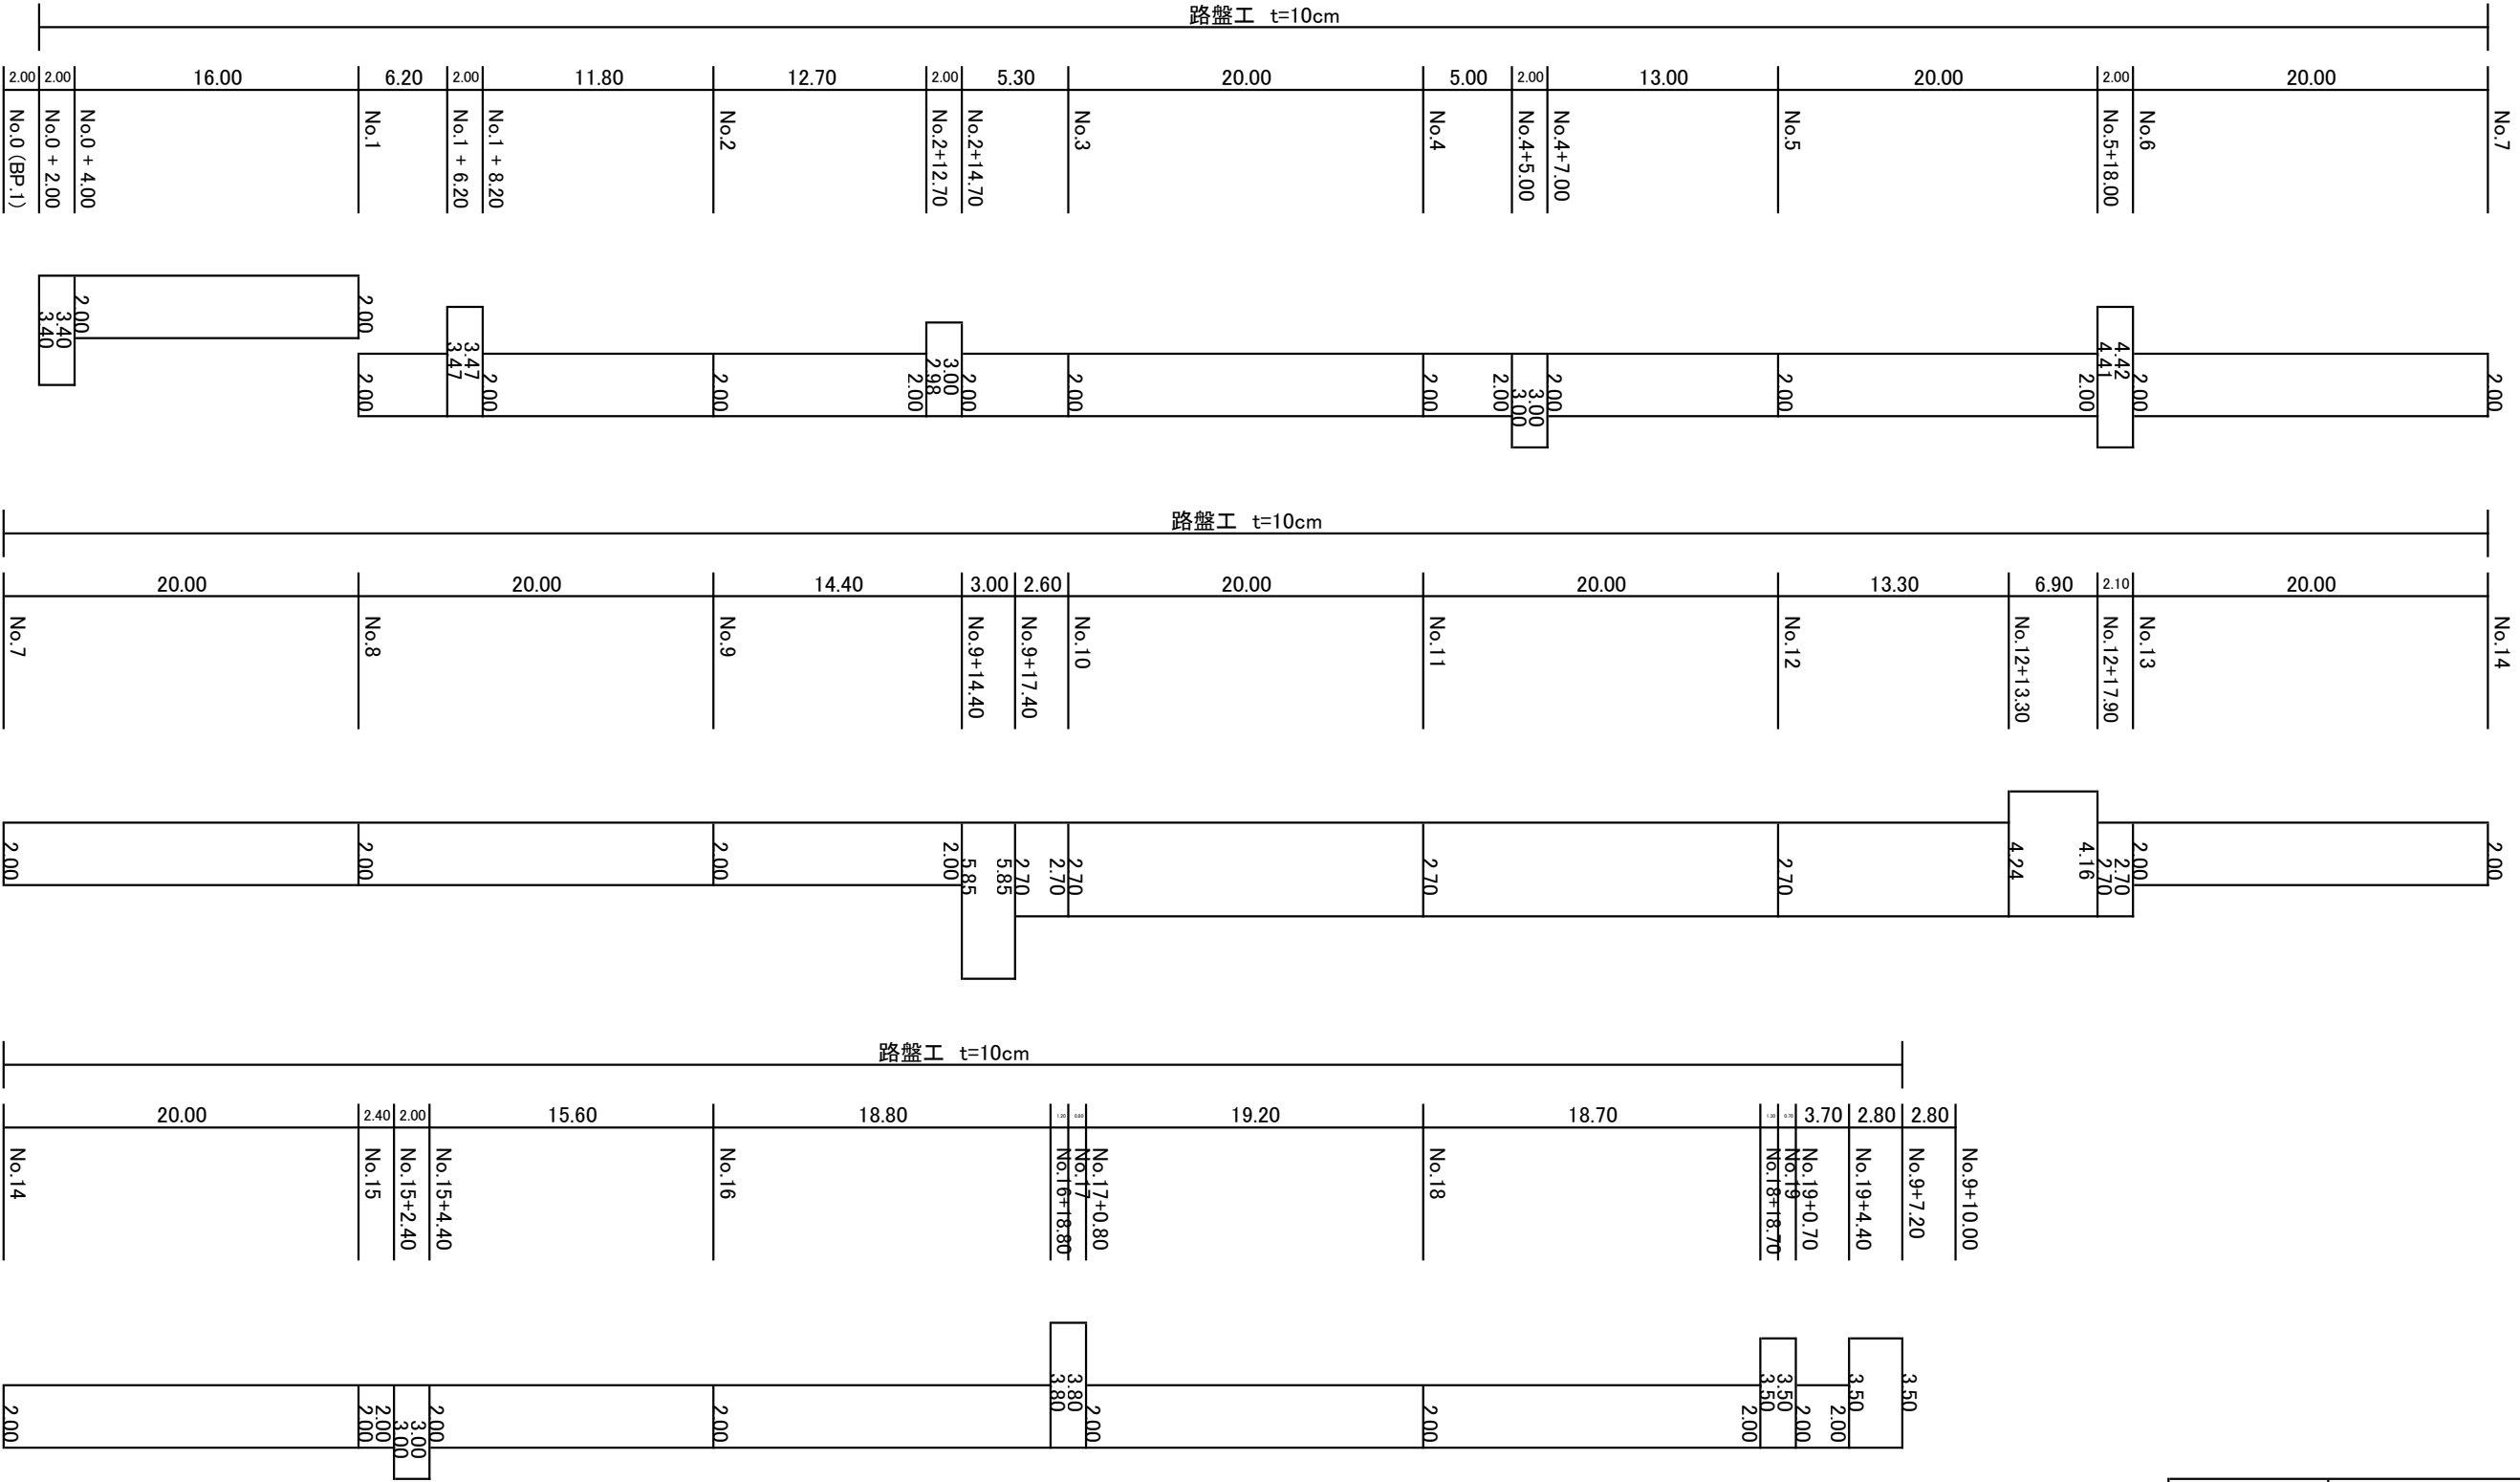 路盤工 t=10cm
2.00 2.00 16.00 6.20 2.00 11.80 12.70 2.00 5.30 20.00 5.00 2.00 13.00 20.00 2.00 20.00
No.0 (BP.1)
No.0 + 2.00
No.0 + 4.00
No.1
No.1 + 6.20
No.1 + 8.20
No.2
No.2+12.70
No.2+14.70
No.3
No.4
No.4+5.00
No.4+7.00
No.5
No.5+18.00
No.6
No.7
3.40
3.40
2.00
2.00
2.00
3.47
3.47
2.00
2.00
2.00
2.98
3.00
2.00
2.00
2.00
2.00
3.00
3.00
2.00
2.00
2.00
4.41
4.42
2.00
2.00
路盤工 t=10cm
20.00 20.00 14.40 3.00 2.60 20.00 20.00 13.30 6.90 2.10 20.00
No.7
No.8
No.9
No.9+14.40
No.9+17.40
No.10
No.11
No.12
No.12+13.30
No.12+17.90
No.13
No.14
2.00
2.00
2.00
2.00
5.85
5.85
2.70
2.70
2.70
2.70
2.70
4.24
4.16
2.70
2.70
2.00
2.00
路盤工 t=10cm
20.00 2.40 2.00 15.60 18.80 1.20 0.80 19.20 18.70 1.30 0.70 3.70 2.80 2.80
No.14
No.15
No.15+2.40
No.15+4.40
No.16
No.16+18.80
No.17
No.17+0.80
No.18
No.18+18.70
No.19
No.19+0.70
No.19+4.40
No.9+7.20
No.9+10.00
2.00
2.00
2.00
3.00
3.00
2.00
2.00
3.80
3.80
2.00
2.00
2.00
3.50
3.50
2.00
2.00
3.50
3.50